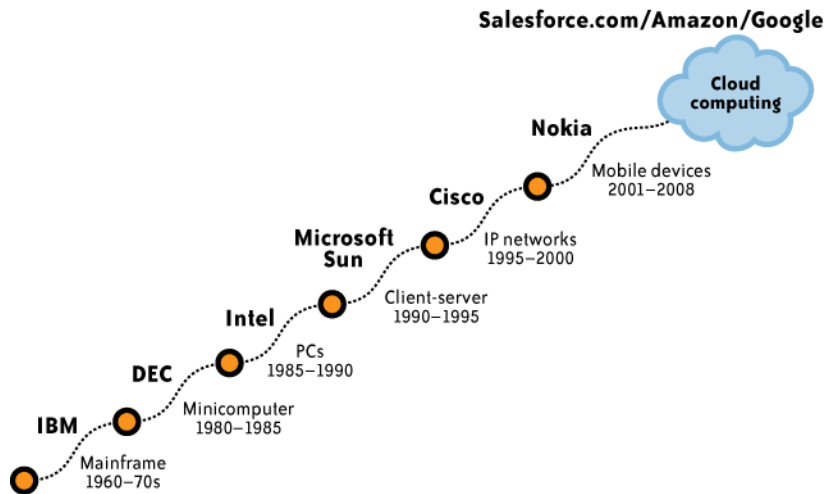 Salesforce.com/Amazon/Google
Cloud
computing
Nokia
Mobile devices
2001–2008
Cisco
IP networks
1995–2000
Microsoft
Sun
Client-server
1990–1995
Intel
PCs
1985–1990
DEC
Minicomputer
1980–1985
IBM
Mainframe
1960–70s